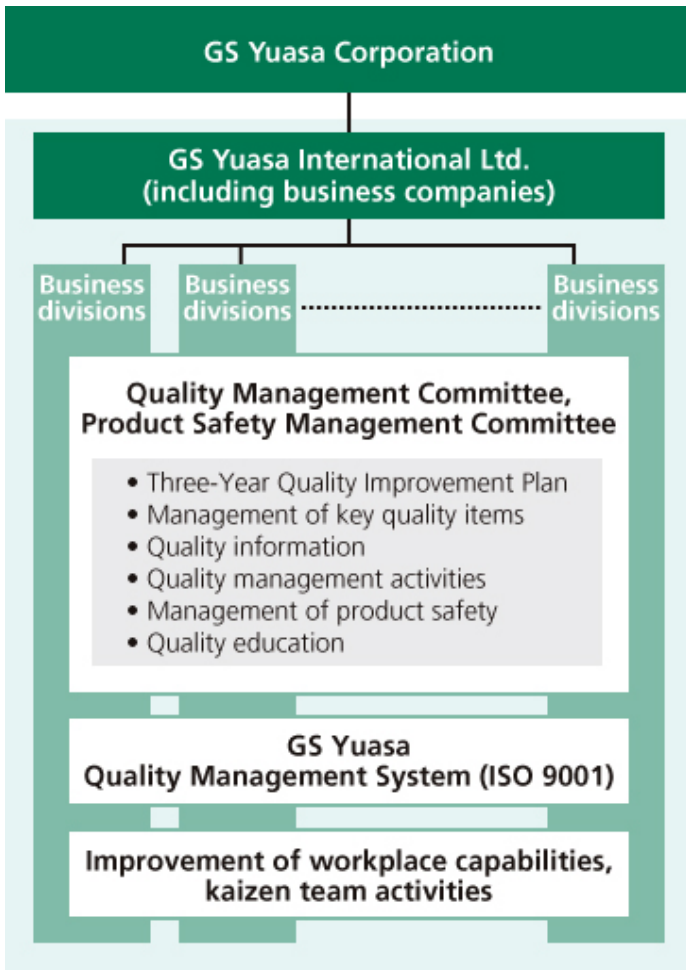 GS Yuasa Corporation
GS Yuasa International Ltd.
(including business companies)
Business
divisions
Business
divisions
Business
divisions
Quality Management Committee,
Product Safety Management Committee
• Three-Year Quality Improvement Plan
• Management of key quality items
• Quality information
• Quality management activities
• Management of product safety
• Quality education
GS Yuasa
Quality Management System (ISO 9001)
Improvement of workplace capabilities,
kaizen team activities